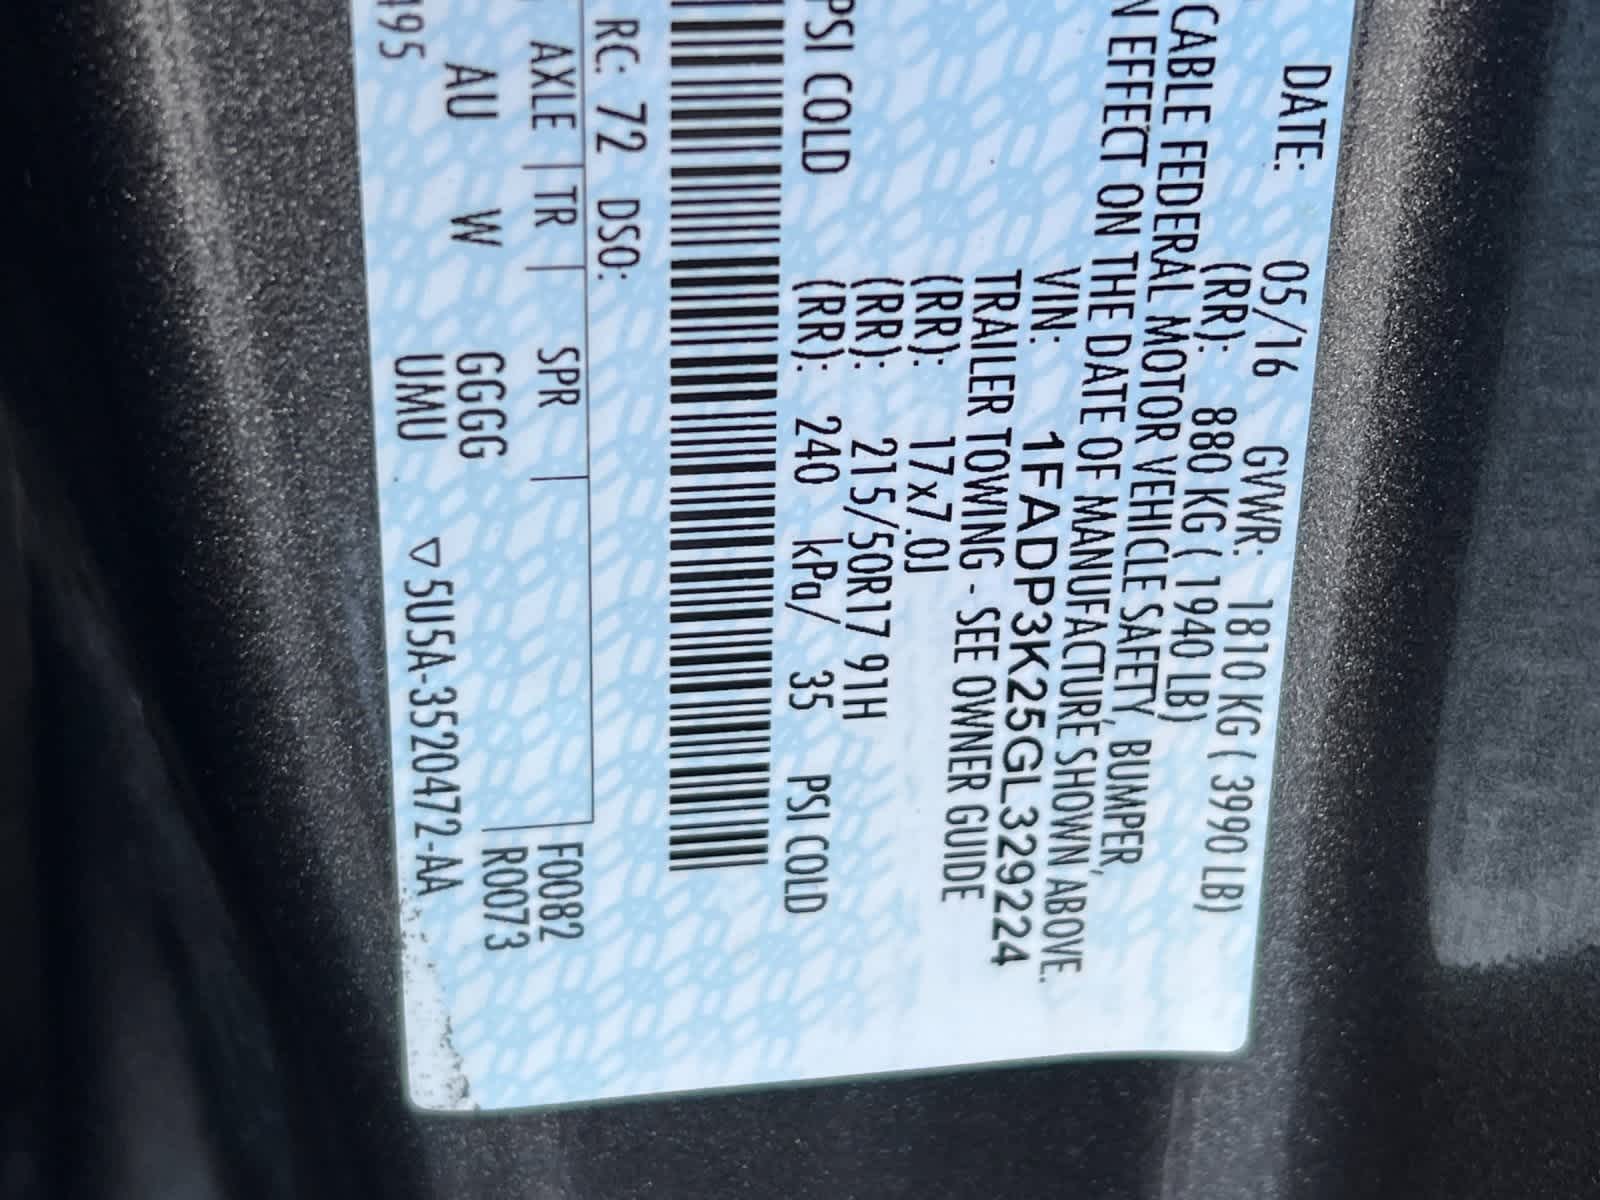 DATE: 05/16 GVWR: 1810 KG ( 3990 LB)
(RR): 880 KG ( 1940 LB)
CABLE FEDERAL MOTOR VEHICLE SAFETY, BUMPER,
N EFFECT ON THE DATE OF MANUFACTURE SHOWN ABOVE.
VIN: 1FADP3K25GL329224
TRAILER TOWING - SEE OWNER GUIDE
(RR): 17x7.0J
(RR): 215/50R17 91H
PSI COLD (RR): 240 kPa/ 35 PSI COLD
RC: 72 DSO:
F0082
AXLE TR SPR
R0073
AU W GGGG
UMU
495 ▽5U5A-3520472-AA